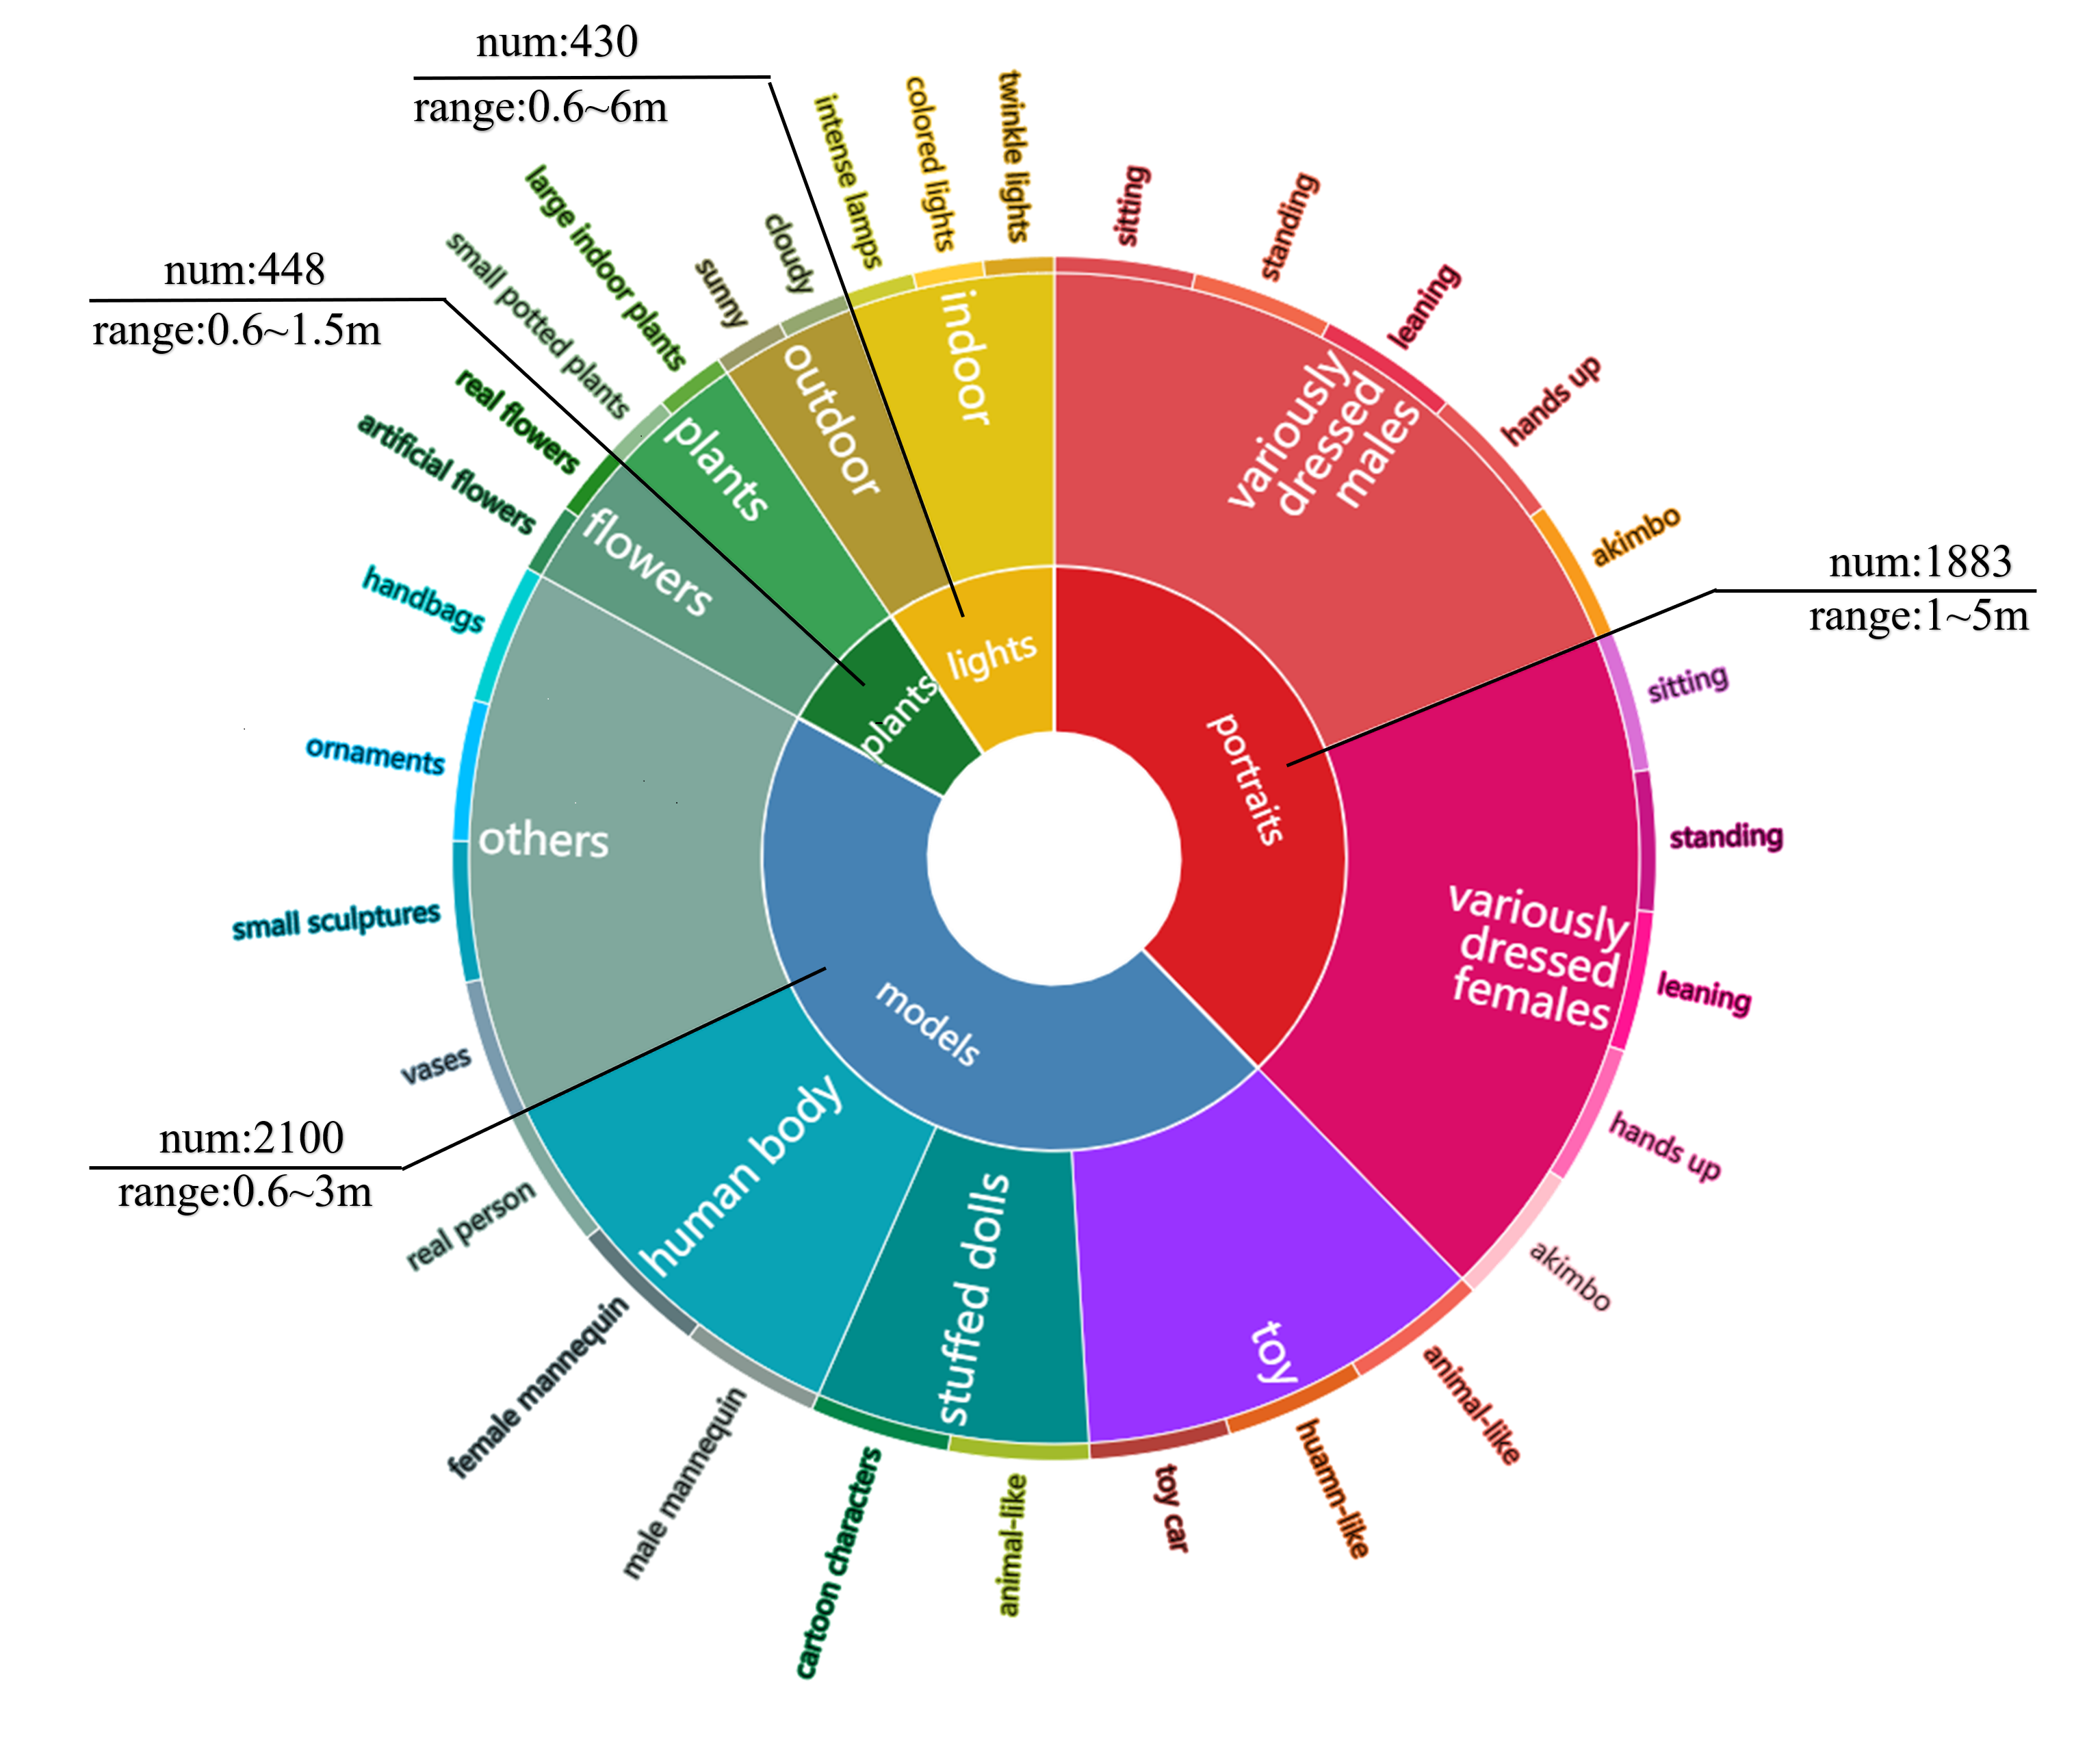 num:430
range:0.6~6m
num:448
range:0.6~1.5m
num:1883
range:1~5m
num:2100
range:0.6~3m
portraits
models
plants
lights
variously
dressed
males
variously
dressed
females
toy
stuffed dolls
human body
others
flowers
plants
outdoor
indoor
sitting
standing
leaning
hands up
akimbo
sitting
standing
leaning
hands up
akimbo
animal-like
huamn-like
toy car
animal-like
cartoon characters
male mannequin
female mannequin
real person
vases
small sculptures
ornaments
handbags
artificial flowers
real flowers
small potted plants
large indoor plants
sunny
cloudy
intense lamps
colored lights
twinkle lights